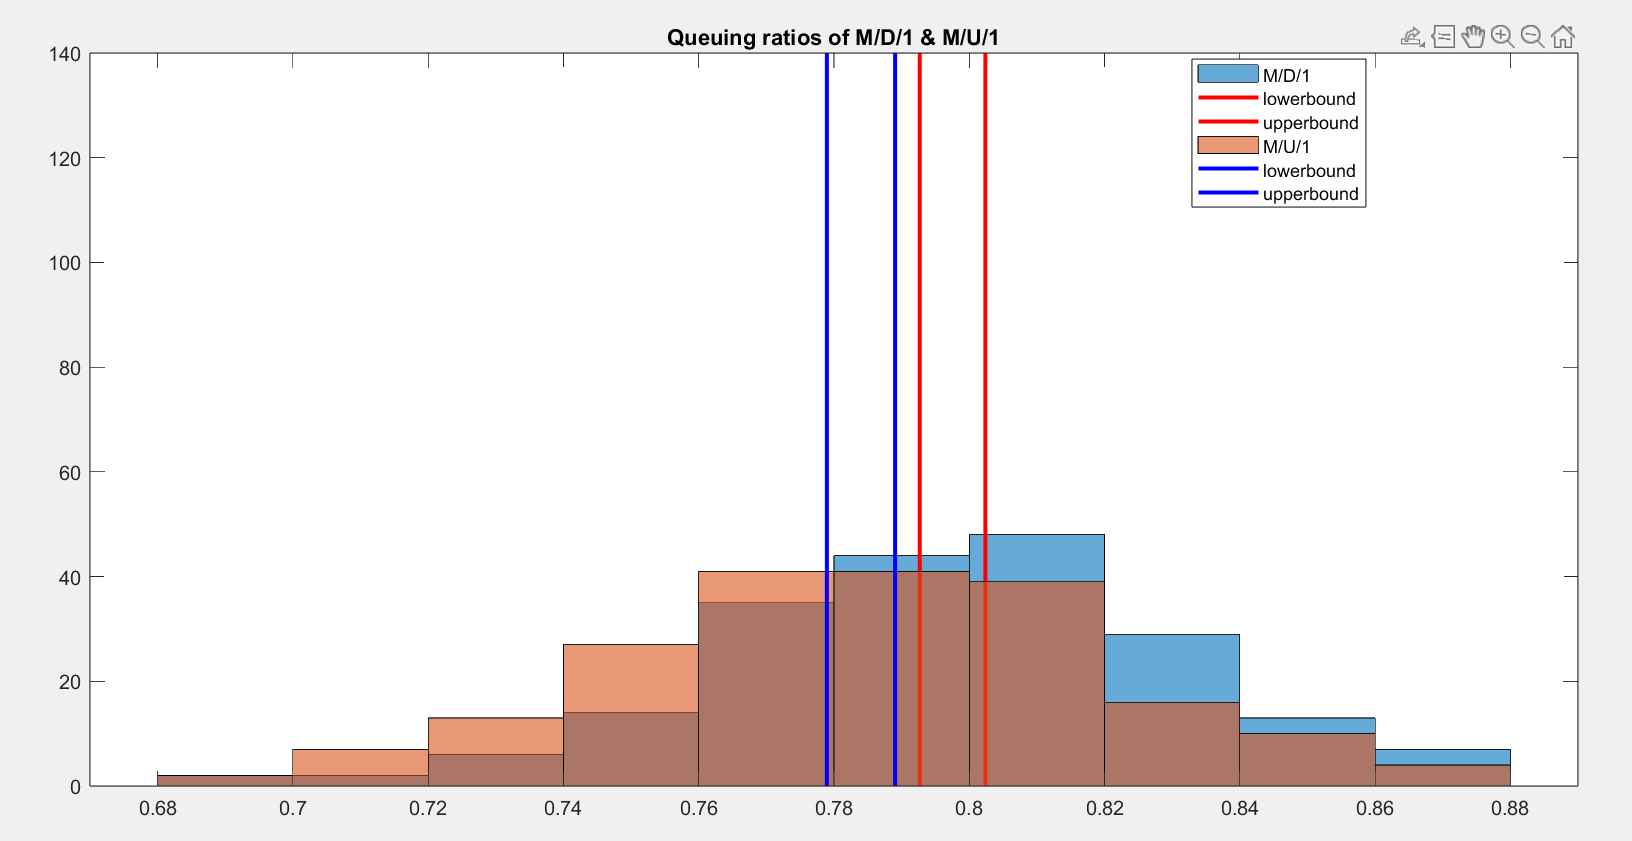 Queuing ratios of M/D/1 & M/U/1
140
120
100
80
60
40
20
0
M/D/1
lowerbound
upperbound
M/U/1
lowerbound
upperbound
0.68 0.7 0.72 0.74 0.76 0.78 0.8 0.82 0.84 0.86 0.88